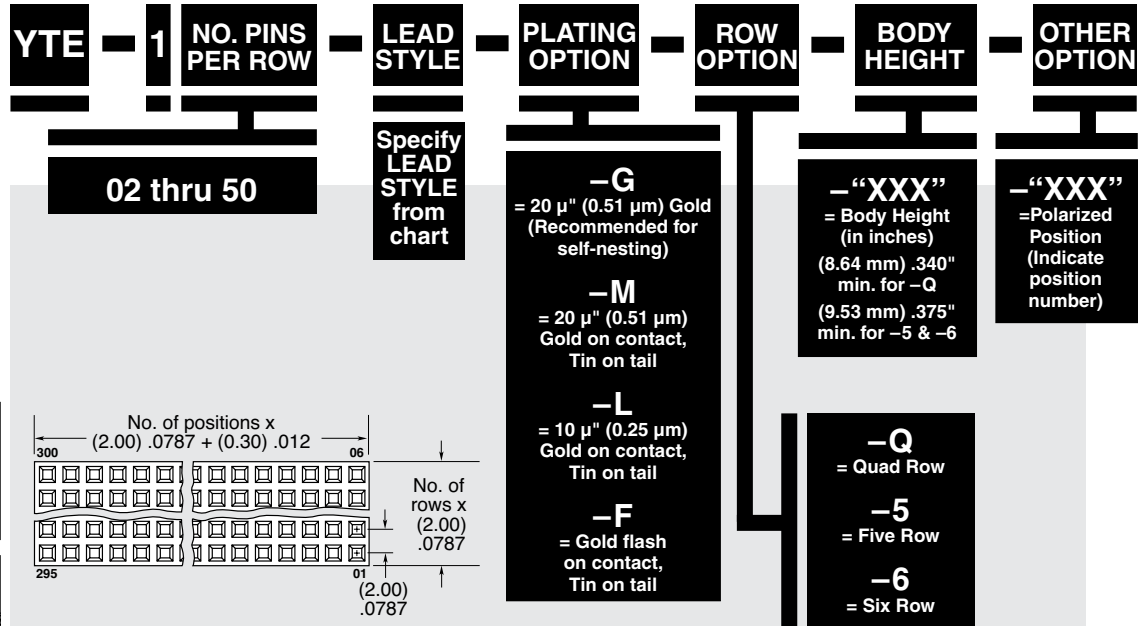 YTE – 1 NO. PINS PER ROW – LEAD STYLE – PLATING OPTION – ROW OPTION – BODY HEIGHT – OTHER OPTION
02 thru 50
Specify
LEAD
STYLE
from
chart
–G
= 20 µ" (0.51 µm) Gold
(Recommended for
self-nesting)
–M
= 20 µ" (0.51 µm)
Gold on contact,
Tin on tail
–L
= 10 µ" (0.25 µm)
Gold on contact,
Tin on tail
–F
= Gold flash
on contact,
Tin on tail
–Q
= Quad Row
–5
= Five Row
–6
= Six Row
–“XXX”
= Body Height
(in inches)
(8.64 mm) .340"
min. for –Q
(9.53 mm) .375"
min. for –5 & –6
–“XXX”
=Polarized
Position
(Indicate
position
number)
No. of positions x
(2.00) .0787 + (0.30) .012
300
06
No. of
rows x
(2.00)
.0787
295
01
(2.00)
.0787